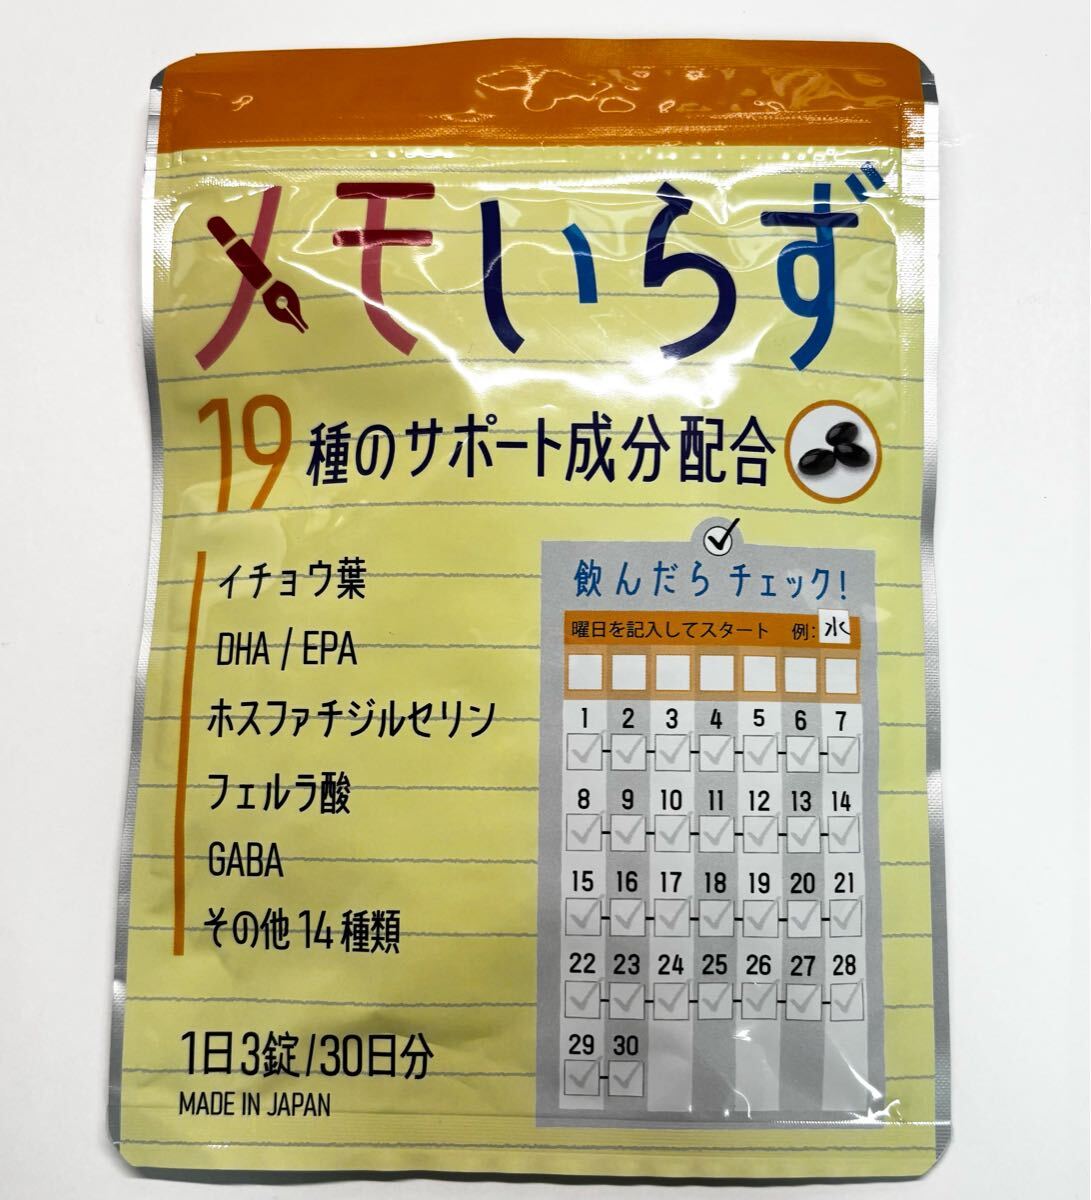 メモいらず
19種のサポート成分配合
イチョウ葉
DHA / EPA
ホスファチジルセリン
フェルラ酸
GABA
その他14種類
1日3錠/30日分
MADE IN JAPAN
飲んだらチェック!
曜日を記入してスタート 例: 水
1 2 3 4 5 6 7
8 9 10 11 12 13 14
15 16 17 18 19 20 21
22 23 24 25 26 27 28
29 30